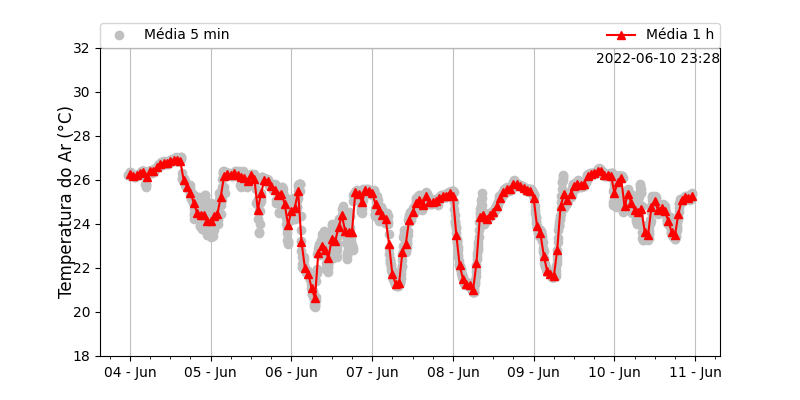 Média 5 min
Média 1 h
2022-06-10 23:28
Temperatura do Ar (°C)
32
30
28
26
24
22
20
18
04 - Jun
05 - Jun
06 - Jun
07 - Jun
08 - Jun
09 - Jun
10 - Jun
11 - Jun